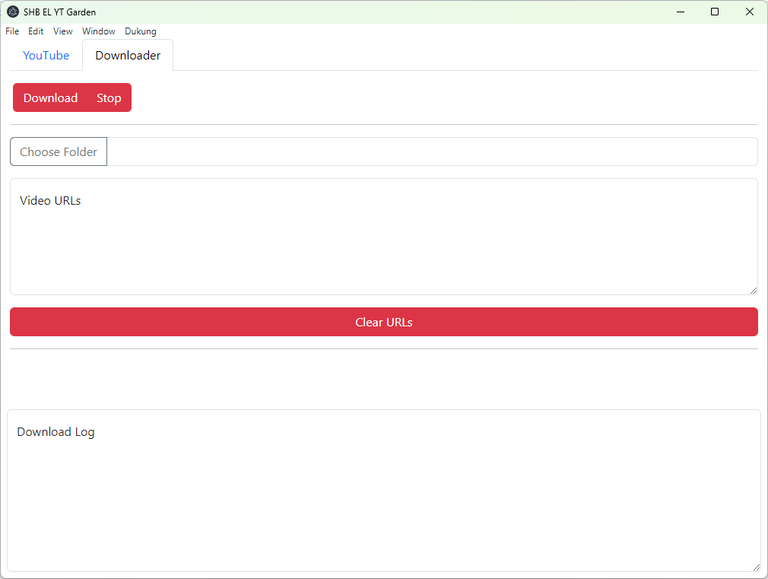 SHB EL YT Garden
File Edit View Window Dukung
YouTube Downloader
Download Stop
Choose Folder
Video URLs
Clear URLs
Download Log